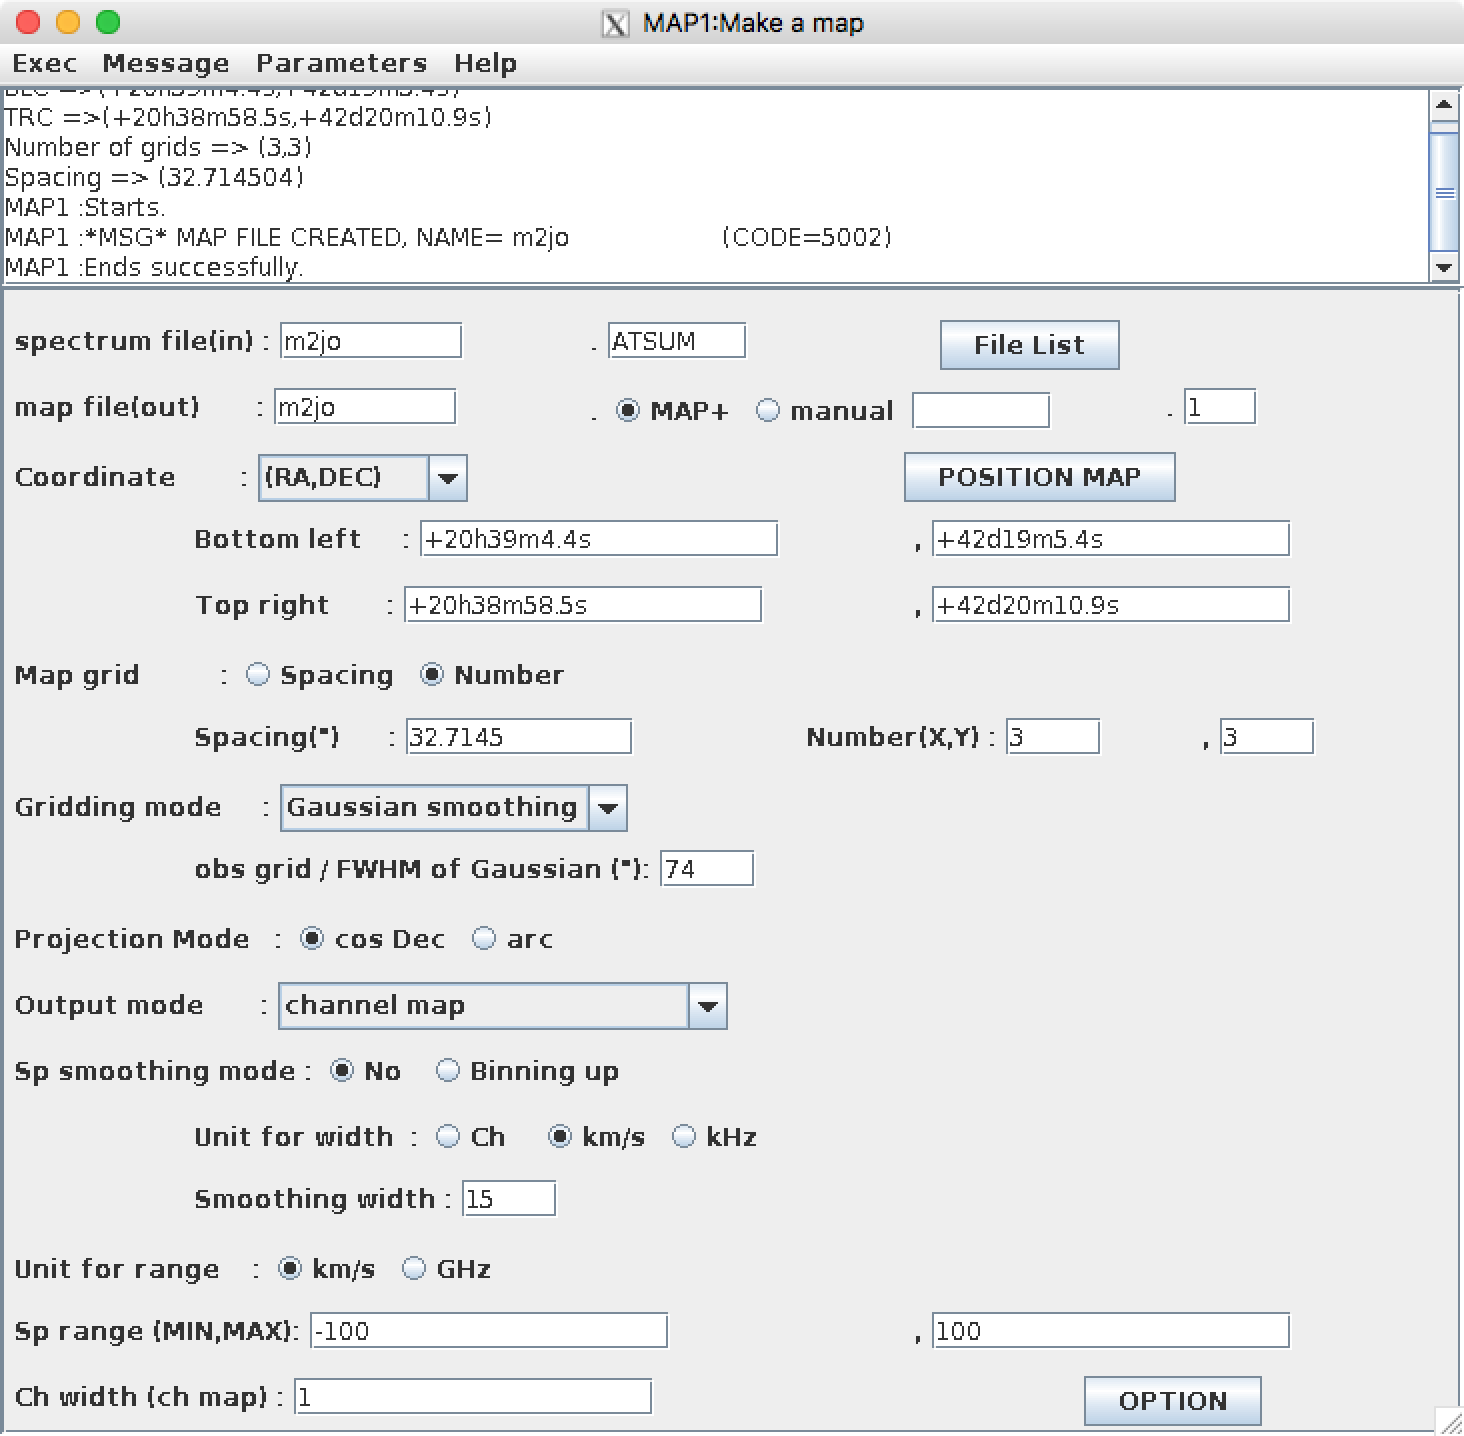 MAP1:Make a map
Exec Message Parameters Help
TRC =>(+20h38m58.5s,+42d20m10.9s)
Number of grids => (3,3)
Spacing => (32.714504)
MAP1 :Starts.
MAP1 :*MSG* MAP FILE CREATED, NAME= m2jo (CODE=5002)
MAP1 :Ends successfully.
spectrum file(in) : m2jo . ATSUM File List
map file(out) : m2jo . MAP+ manual . 1
Coordinate : (RA,DEC) POSITION MAP
Bottom left : +20h39m4.4s , +42d19m5.4s
Top right : +20h38m58.5s , +42d20m10.9s
Map grid : Spacing Number
Spacing(") : 32.7145 Number(X,Y) : 3 , 3
Gridding mode : Gaussian smoothing
obs grid / FWHM of Gaussian ("): 74
Projection Mode : cos Dec arc
Output mode : channel map
Sp smoothing mode : No Binning up
Unit for width : Ch km/s kHz
Smoothing width : 15
Unit for range : km/s GHz
Sp range (MIN,MAX): -100 , 100
Ch width (ch map) : 1 OPTION